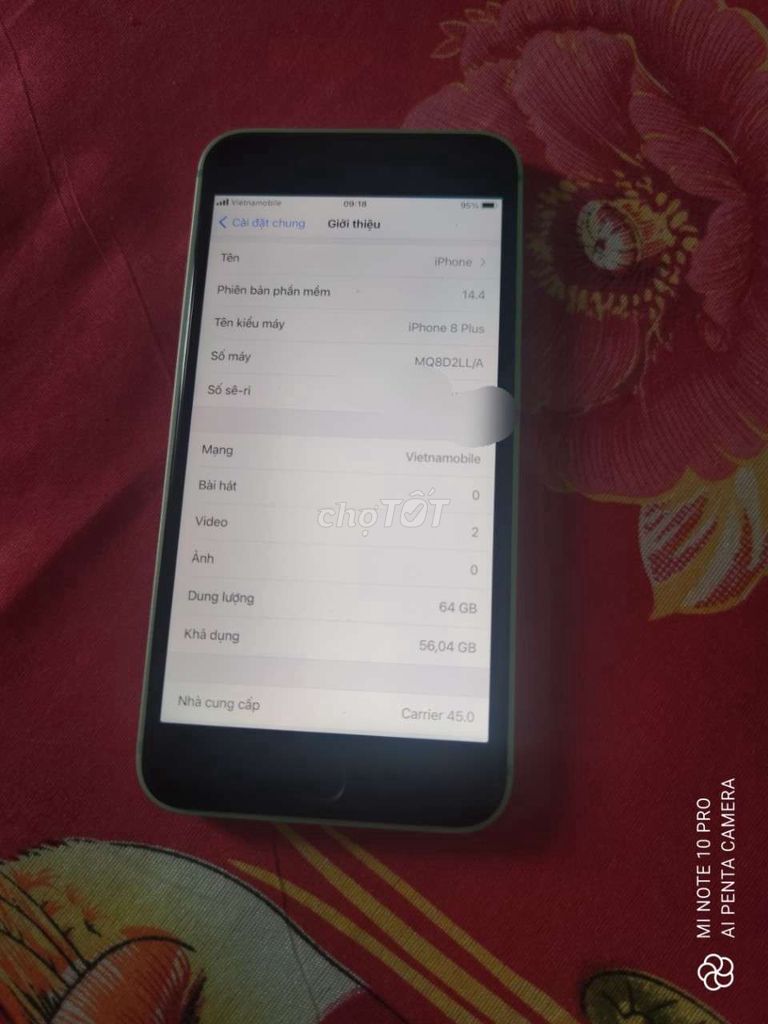 Vietnamobile 09:18 95%
Cài đặt chung Giới thiệu
Tên iPhone
Phiên bản phần mềm 14.4
Tên kiểu máy iPhone 8 Plus
Số máy MQ8D2LL/A
Số sê-ri
Mạng Vietnamobile
Bài hát 0
chợTỐT
Video 2
Ảnh 0
Dung lượng 64 GB
Khả dụng 56,04 GB
Nhà cung cấp Carrier 45.0
MI NOTE 10 PRO
AI PENTA CAMERA